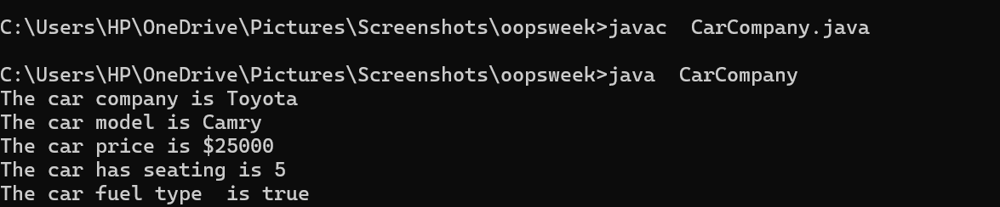 C:\Users\HP\OneDrive\Pictures\Screenshots\oopsweek>javac  CarCompany.java
C:\Users\HP\OneDrive\Pictures\Screenshots\oopsweek>java  CarCompany
The car company is Toyota
The car model is Camry
The car price is $25000
The car has seating is 5
The car fuel type  is true